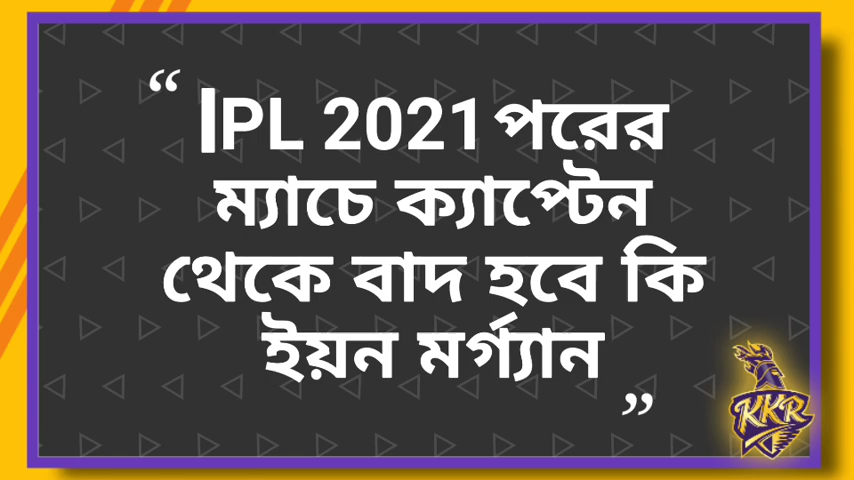 “ IPL 2021 পরের
ম্যাচে ক্যাপ্টেন
থেকে বাদ হবে কি
ইয়ন মর্গ্যান ”
KKR